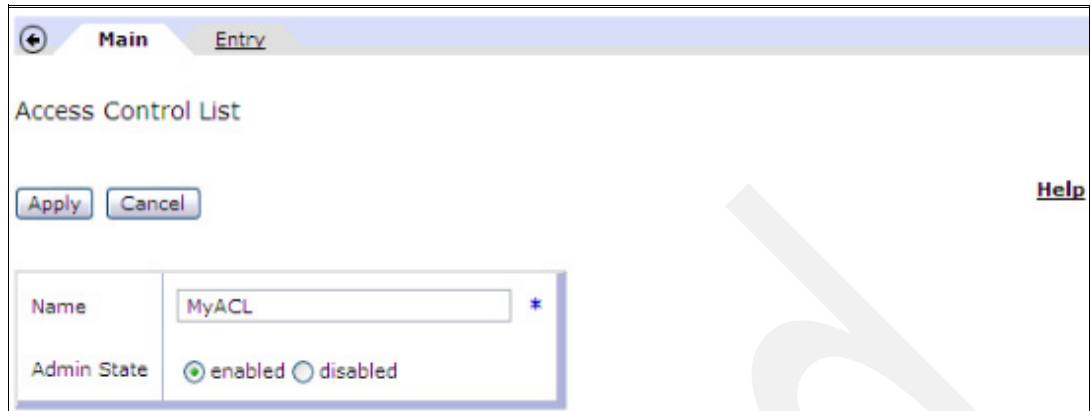 Main Entry
Access Control List
Apply Cancel Help
Name MyACL *
Admin State enabled disabled